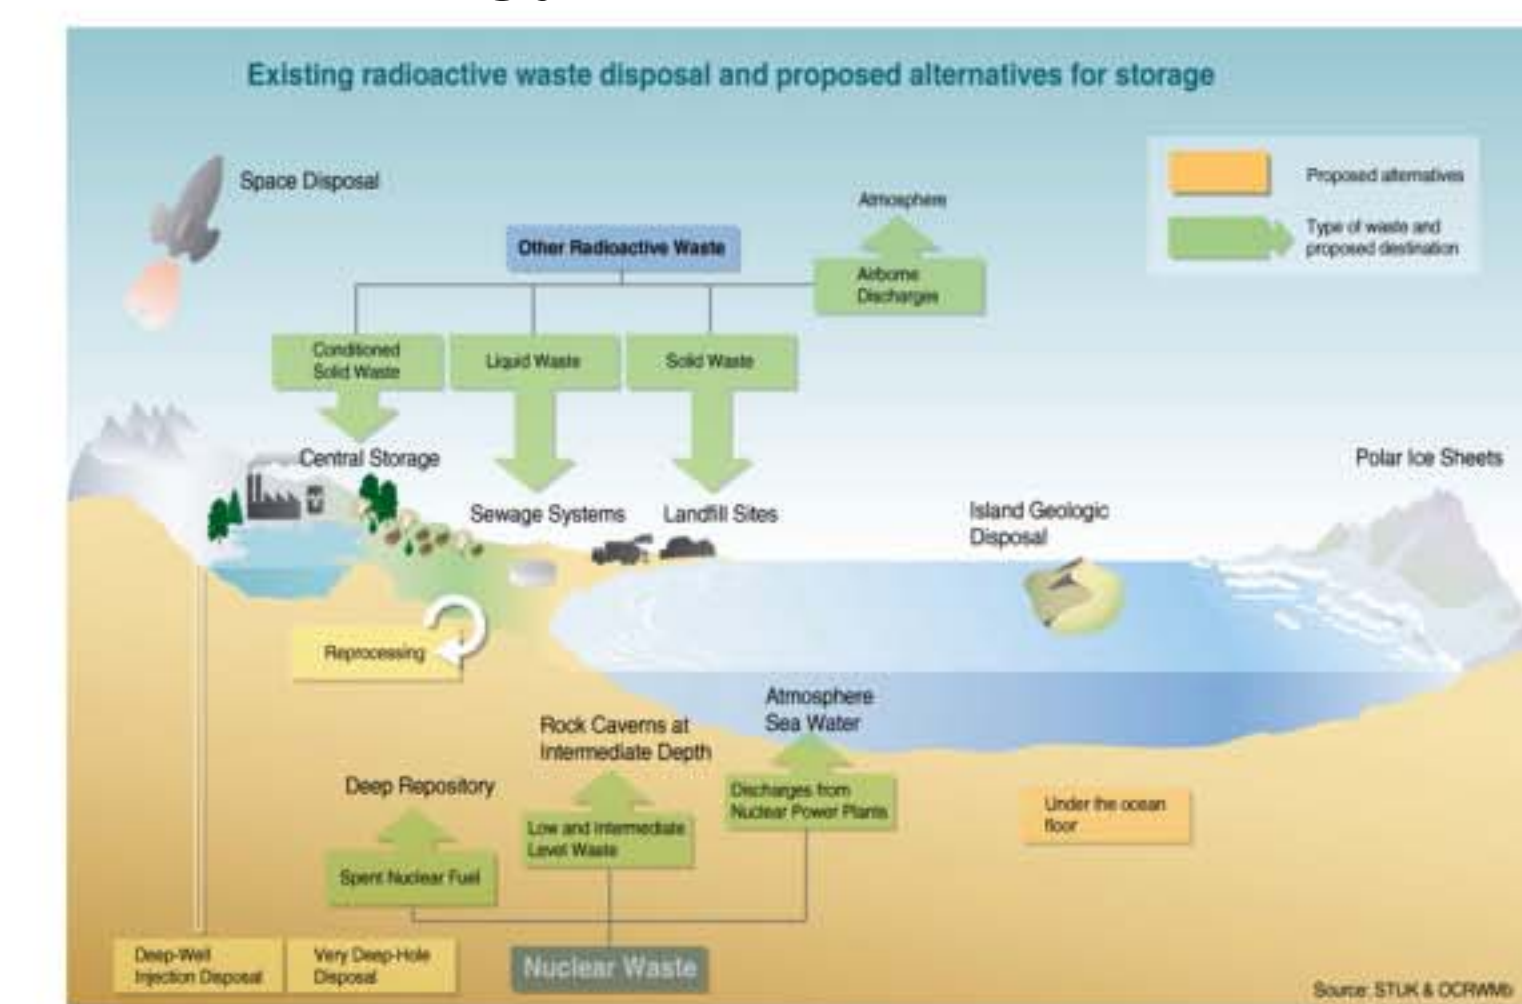 Existing radioactive waste disposal and proposed alternatives for storage
Space Disposal
Proposed alternatives
Type of waste and
proposed destination
Atmosphere
Other Radioactive Waste
Airborne
Discharges
Conditioned
Solid Waste
Liquid Waste
Solid Waste
Central Storage
Sewage Systems
Landfill Sites
Island Geologic
Disposal
Polar Ice Sheets
Reprocessing
Atmosphere
Sea Water
Rock Caverns at
Intermediate Depth
Deep Repository
Discharges from
Nuclear Power Plants
Under the ocean
floor
Low and Intermediate
Level Waste
Spent Nuclear Fuel
Deep-Well
Injection Disposal
Very Deep-Hole
Disposal
Nuclear Waste
Source: STUK & OCRWMb